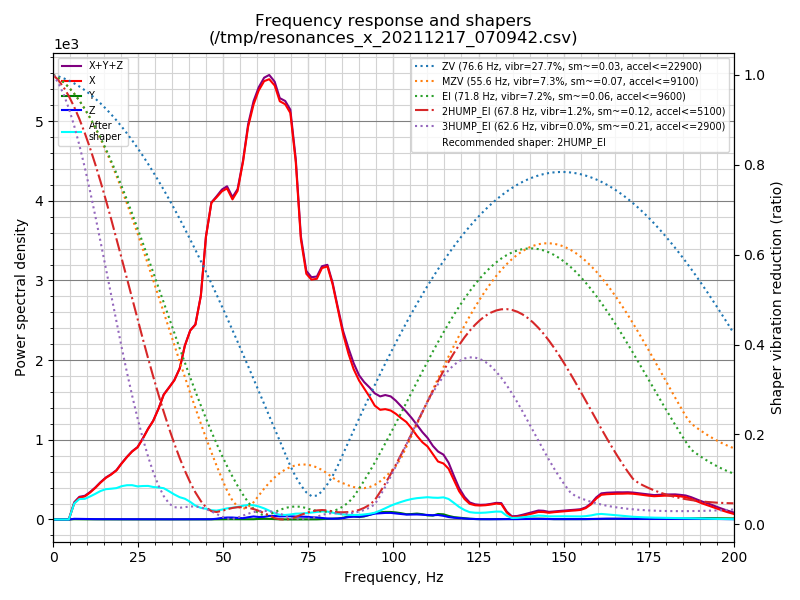 Frequency response and shapers
(/tmp/resonances_x_20211217_070942.csv)
1e3
X+Y+Z
X
Y
Z
After
shaper
ZV (76.6 Hz, vibr=27.7%, sm~=0.03, accel<=22900)
MZV (55.6 Hz, vibr=7.3%, sm~=0.07, accel<=9100)
EI (71.8 Hz, vibr=7.2%, sm~=0.06, accel<=9600)
2HUMP_EI (67.8 Hz, vibr=1.2%, sm~=0.12, accel<=5100)
3HUMP_EI (62.6 Hz, vibr=0.0%, sm~=0.21, accel<=2900)
Recommended shaper: 2HUMP_EI
Power spectral density
5
4
3
2
1
0
1.0
0.8
0.6
0.4
0.2
0.0
Shaper vibration reduction (ratio)
0 25 50 75 100 125 150 175 200
Frequency, Hz